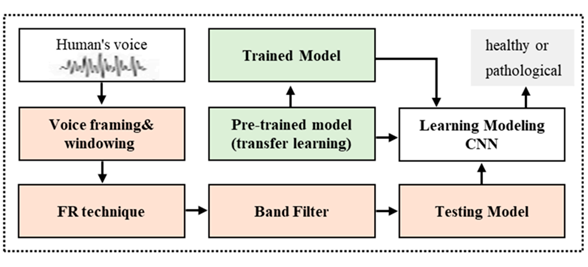 Human's voice
Trained Model
healthy or
pathological
Voice framing&
windowing
Pre-trained model
(transfer learning)
Learning Modeling
CNN
FR technique
Band Filter
Testing Model